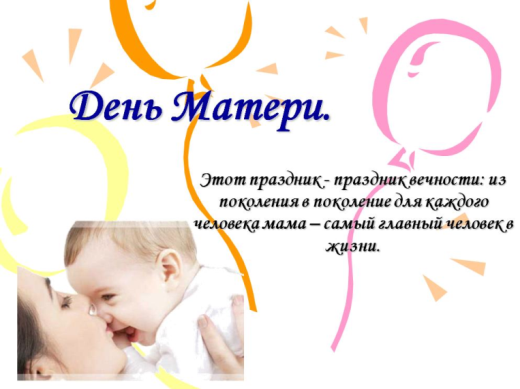 День Матери.
Этот праздник - праздник вечности: из
поколения в поколение для каждого
человека мама – самый главный человек в
жизни.